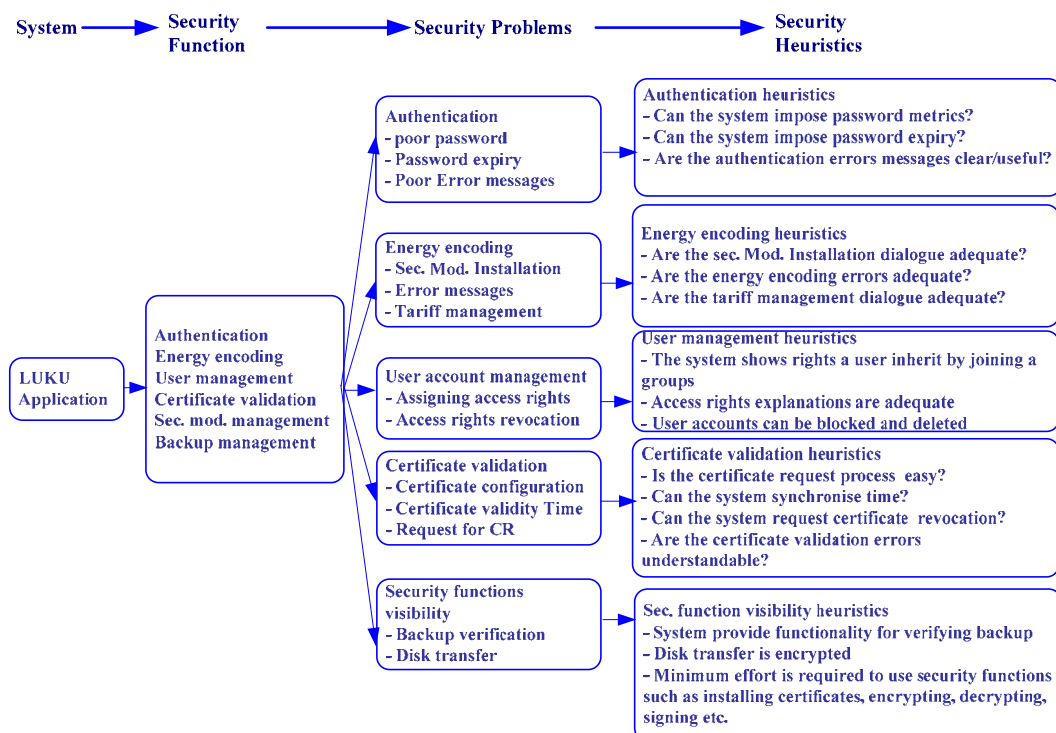 System
Security
Function
Security Problems
Security
Heuristics
LUKU
Application
Authentication
Energy encoding
User management
Certificate validation
Sec. mod. management
Backup management
Authentication
- poor password
- Password expiry
- Poor Error messages
Energy encoding
- Sec. Mod. Installation
- Error messages
- Tariff management
User account management
- Assigning access rights
- Access rights revocation
Certificate validation
- Certificate configuration
- Certificate validity Time
- Request for CR
Security functions
visibility
- Backup verification
- Disk transfer
Authentication heuristics
- Can the system impose password metrics?
- Can the system impose password expiry?
- Are the authentication errors messages clear/useful?
Energy encoding heuristics
- Are the sec. Mod. Installation dialogue adequate?
- Are the energy encoding errors adequate?
- Are the tariff management dialogue adequate?
User management heuristics
- The system shows rights a user inherit by joining a
groups
- Access rights explanations are adequate
- User accounts can be blocked and deleted
Certificate validation heuristics
- Is the certificate request process easy?
- Can the system synchronise time?
- Can the system request certificate revocation?
- Are the certificate validation errors
understandable?
Sec. function visibility heuristics
- System provide functionality for verifying backup
- Disk transfer is encrypted
- Minimum effort is required to use security functions
such as installing certificates, encrypting, decrypting,
signing etc.